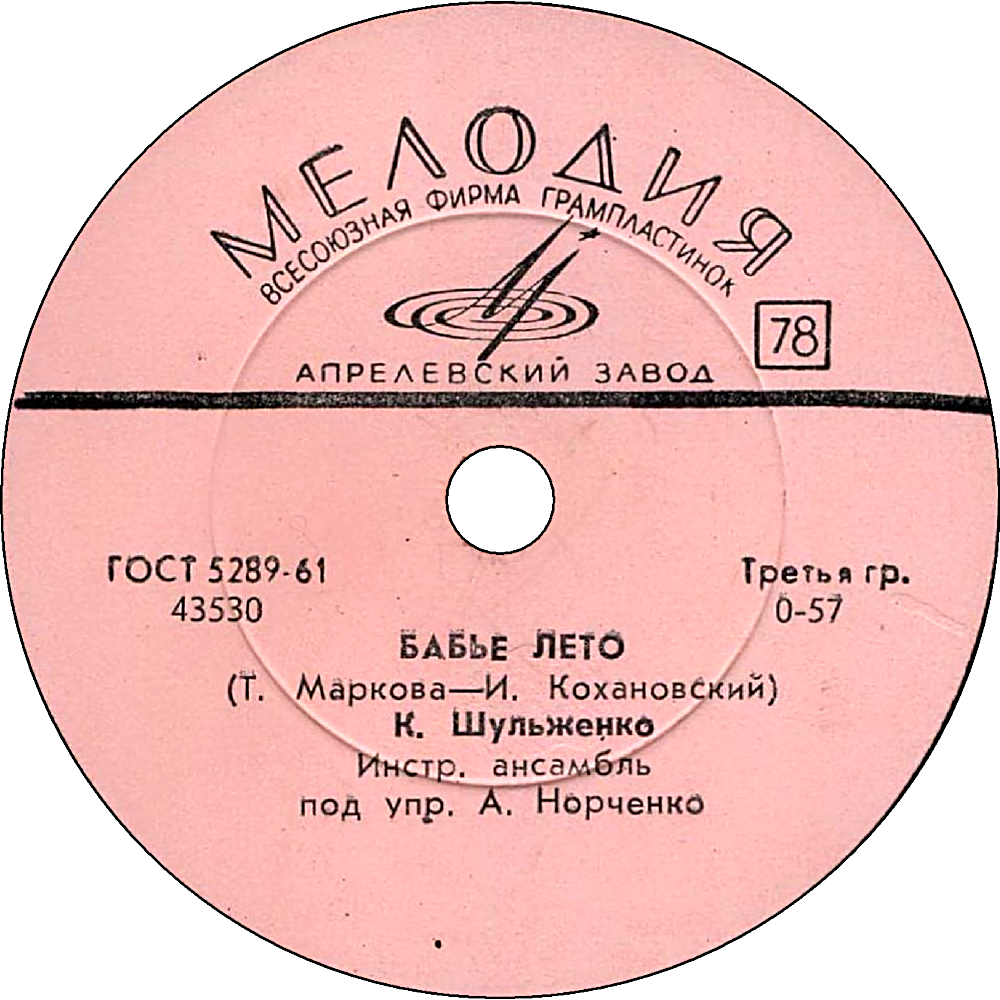 МЕЛОДИЯ
ВСЕСОЮЗНАЯ ФИРМА ГРАМПЛАСТИНОК
78
АПРЕЛЕВСКИЙ ЗАВОД
ГОСТ 5289-61
Третья гр.
43530
0-57
БАБЬЕ ЛЕТО
(Т. Маркова—И. Кохановский)
К. Шульженко
Инстр. ансамбль
под упр. А. Норченко